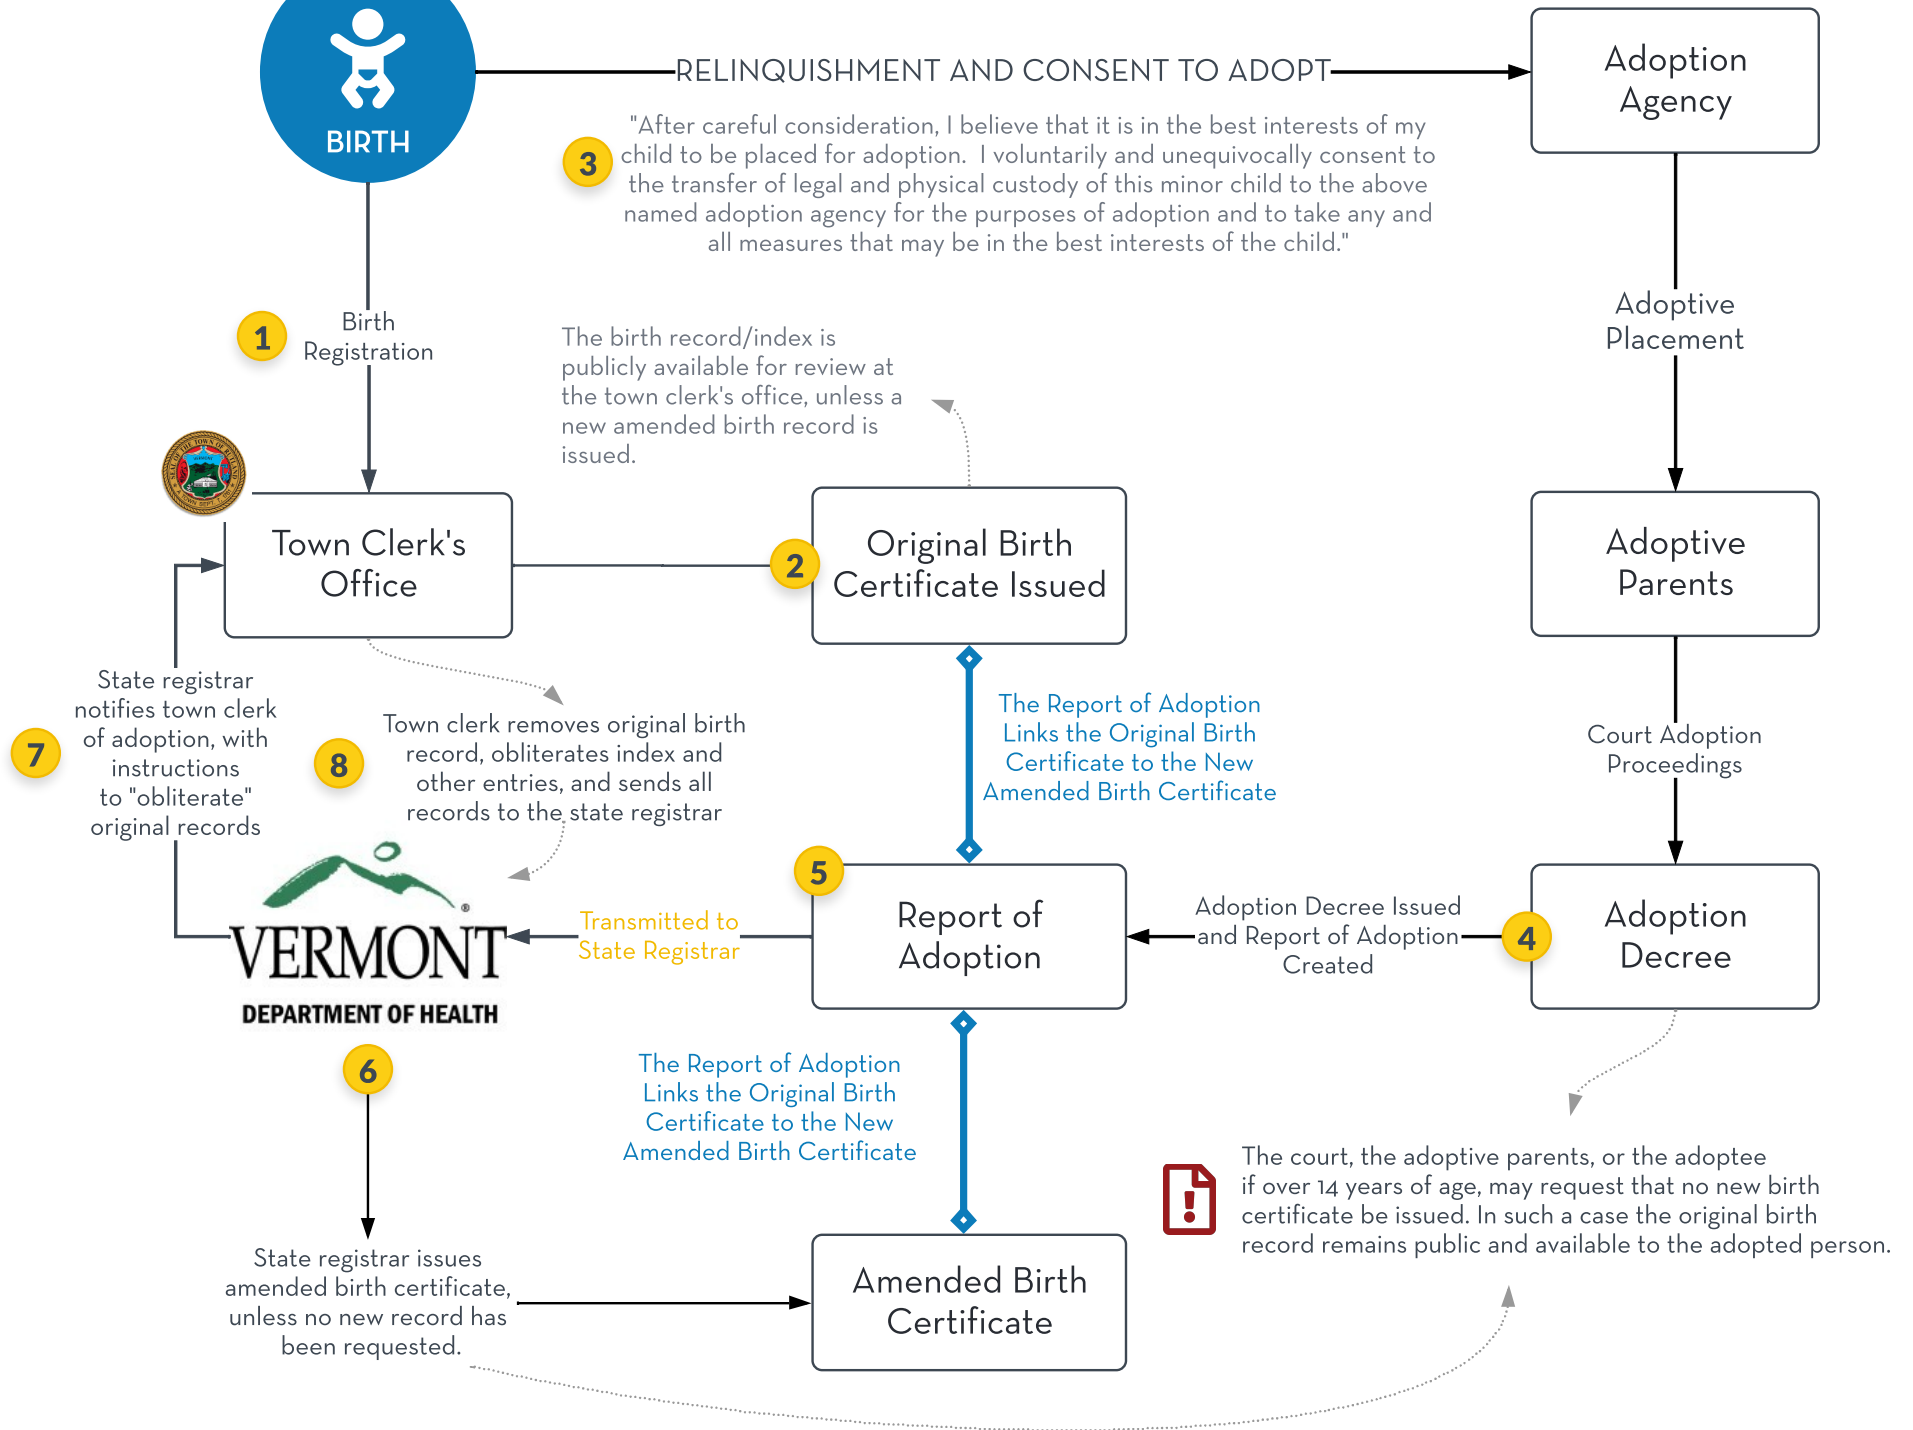 BIRTH
RELINQUISHMENT AND CONSENT TO ADOPT
Adoption
Agency
3
"After careful consideration, I believe that it is in the best interests of my
child to be placed for adoption.  I voluntarily and unequivocally consent to
the transfer of legal and physical custody of this minor child to the above
named adoption agency for the purposes of adoption and to take any and
all measures that may be in the best interests of the child."
1
Birth
Registration
The birth record/index is
publicly available for review at
the town clerk's office, unless a
new amended birth record is
issued.
Adoptive
Placement
Town Clerk's
Office
2
Original Birth
Certificate Issued
Adoptive
Parents
7
State registrar
notifies town clerk
of adoption, with
instructions
to "obliterate"
original records
8
Town clerk removes original birth
record, obliterates index and
other entries, and sends all
records to the state registrar
The Report of Adoption
Links the Original Birth
Certificate to the New
Amended Birth Certificate
Court Adoption
Proceedings
VERMONT®
DEPARTMENT OF HEALTH
Transmitted to
State Registrar
5
Report of
Adoption
Adoption Decree Issued
and Report of Adoption
Created
4
Adoption
Decree
6
The Report of Adoption
Links the Original Birth
Certificate to the New
Amended Birth Certificate
The court, the adoptive parents, or the adoptee
if over 14 years of age, may request that no new birth
certificate be issued. In such a case the original birth
record remains public and available to the adopted person.
State registrar issues
amended birth certificate,
unless no new record has
been requested.
Amended Birth
Certificate